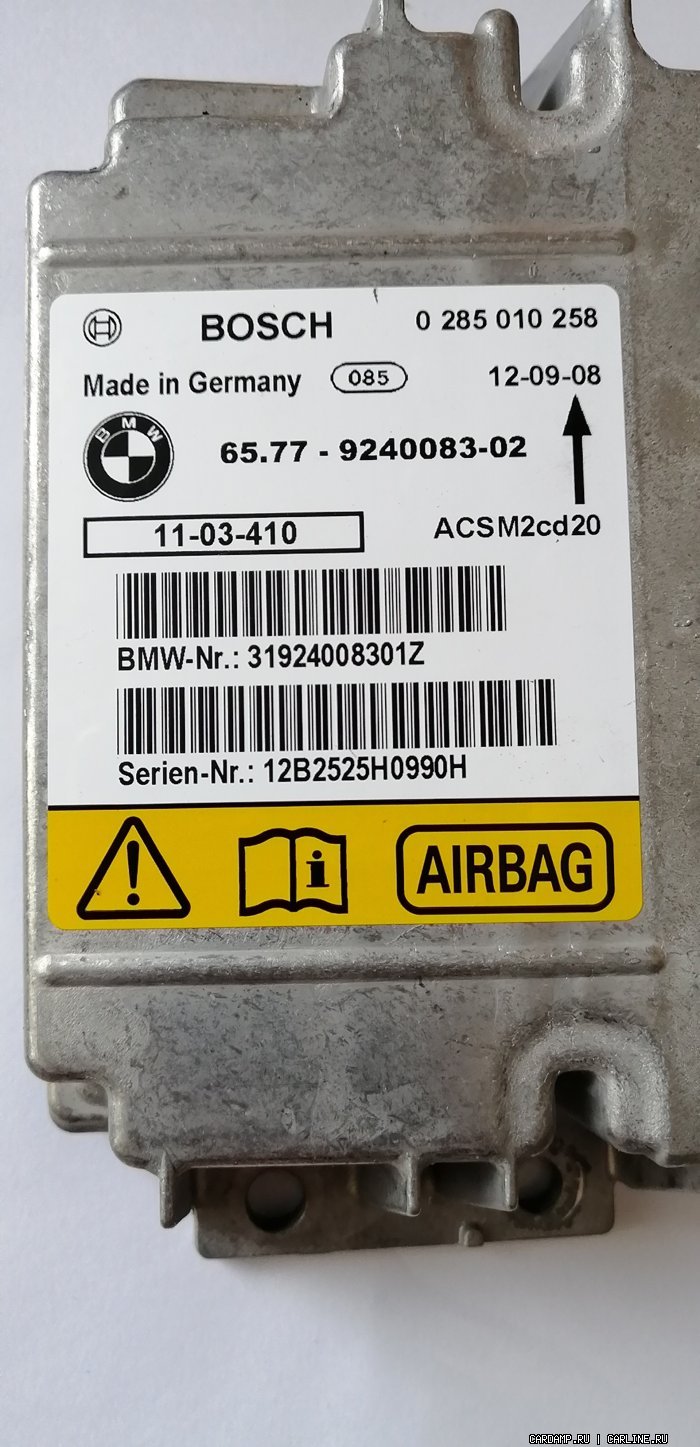 BOSCH 0 285 010 258
Made in Germany 085 12-09-08
BMW 65.77 - 9240083-02
11-03-410 ACSM2cd20
BMW-Nr.: 31924008301Z
Serien-Nr.: 12B2525H0990H
! i AIRBAG
CARDAMP.RU | CARLINE.RU